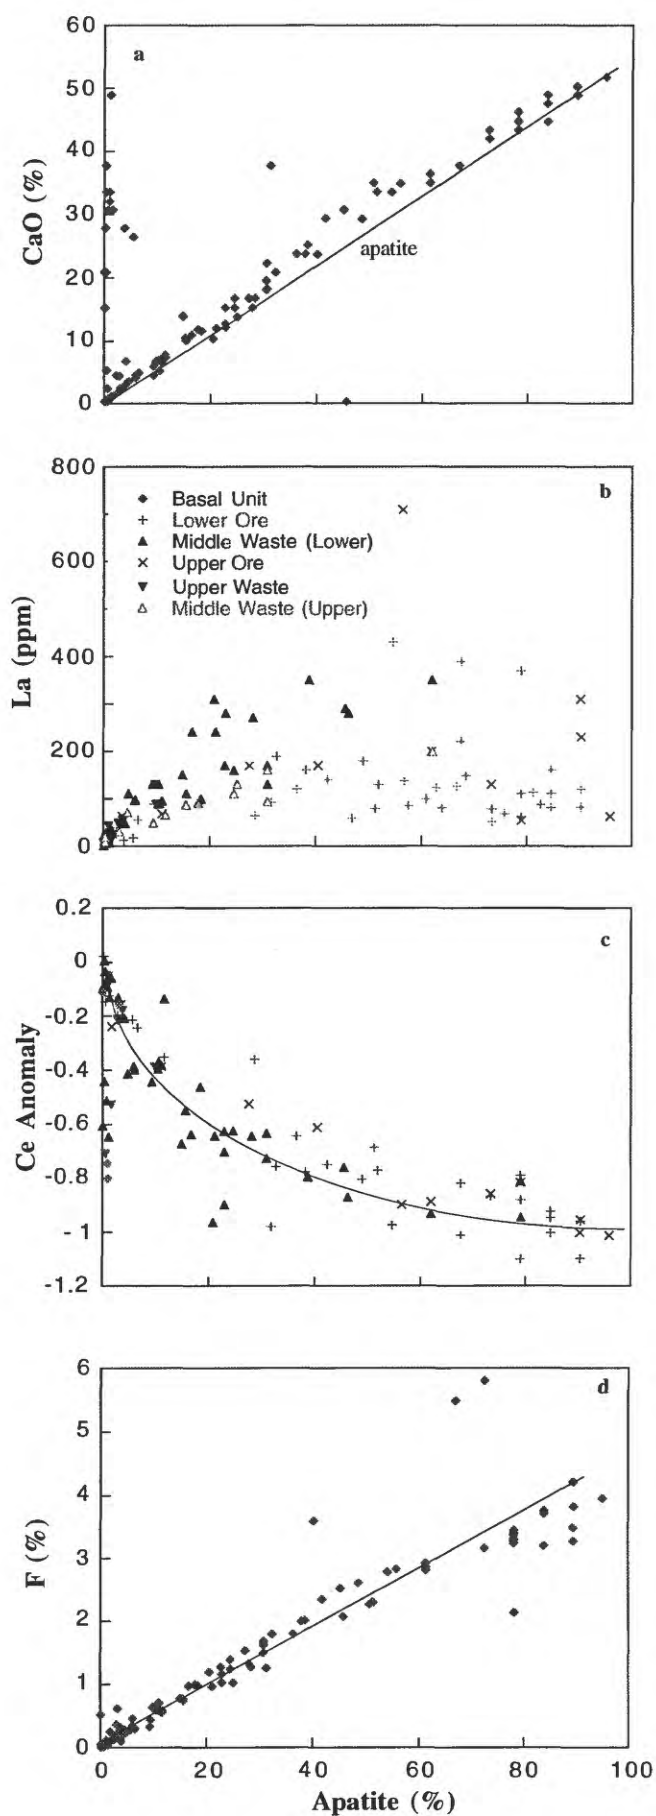 60
50
40
30
20
10
0
CaO (%)
a
apatite
800
600
400
200
0
La (ppm)
b
Basal Unit
Lower Ore
Middle Waste (Lower)
Upper Ore
Upper Waste
Middle Waste (Upper)
0.2
0
-0.2
-0.4
-0.6
-0.8
-1
-1.2
Ce Anomaly
c
6
5
4
3
2
1
0
F (%)
d
0 20 40 60 80 100
Apatite (%)